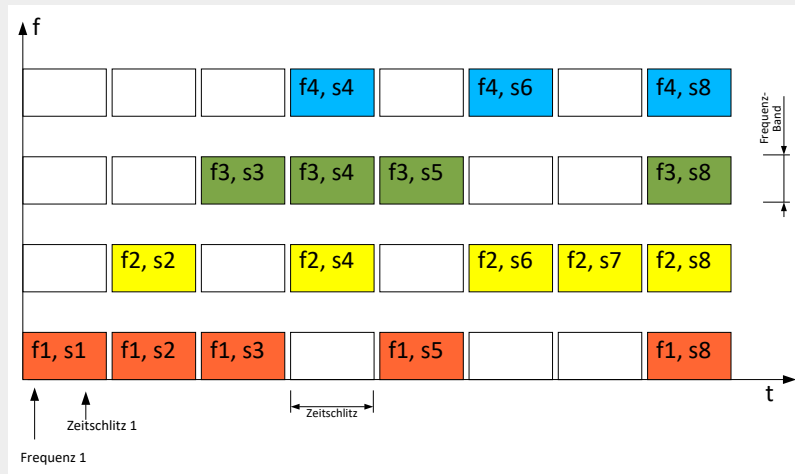 f
f4, s4
f4, s6
f4, s8
Frequenz-
Band
f3, s3
f3, s4
f3, s5
f3, s8
f2, s2
f2, s4
f2, s6
f2, s7
f2, s8
f1, s1
f1, s2
f1, s3
f1, s5
f1, s8
t
Zeitschlitz
Zeitschlitz 1
Frequenz 1